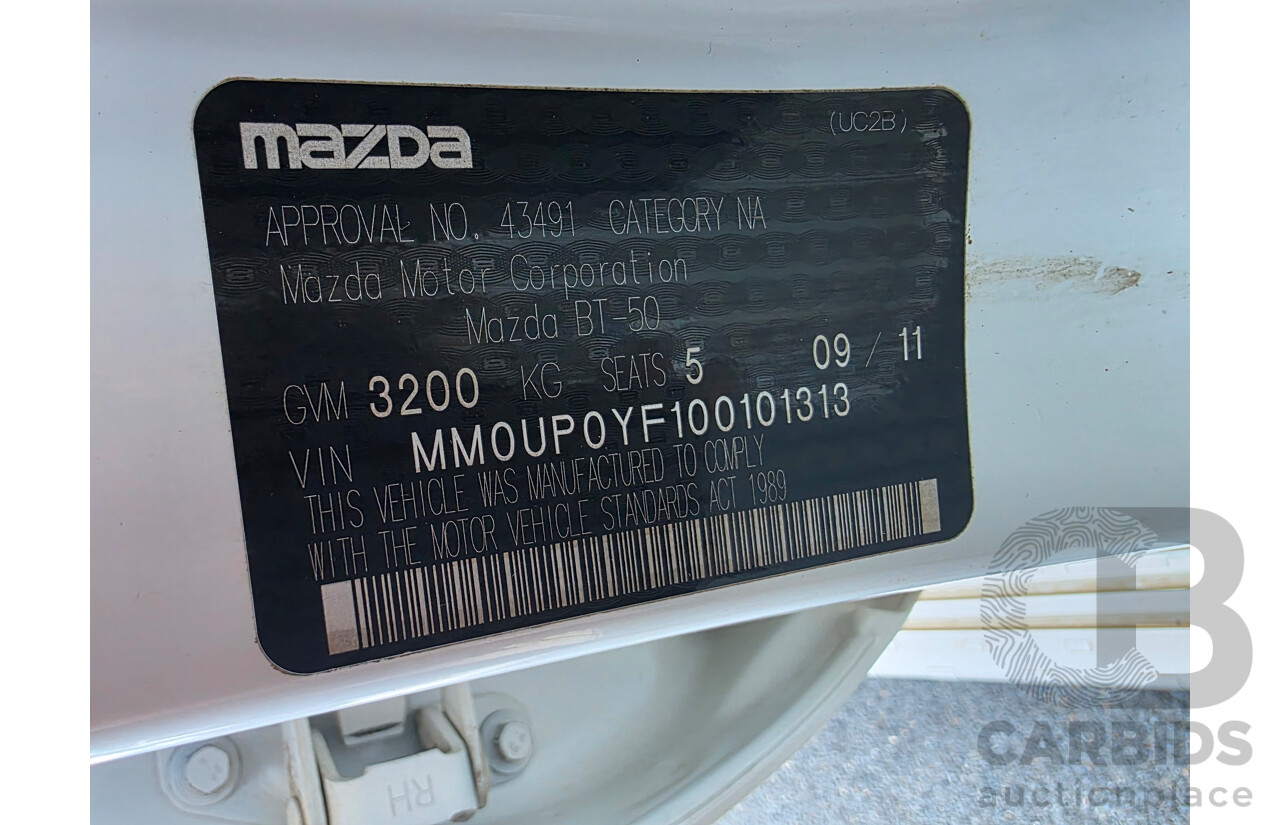 mazda (UC2B)
APPROVAL NO. 43491 CATEGORY NA
Mazda Motor Corporation
Mazda BT-50
GVM 3200 KG SEATS 5 09 / 11
VIN MM0UP0YF100101313
THIS VEHICLE WAS MANUFACTURED TO COMPLY
WITH THE MOTOR VEHICLE STANDARDS ACT 1989
RH
CB
CARBIDS
auctionplace